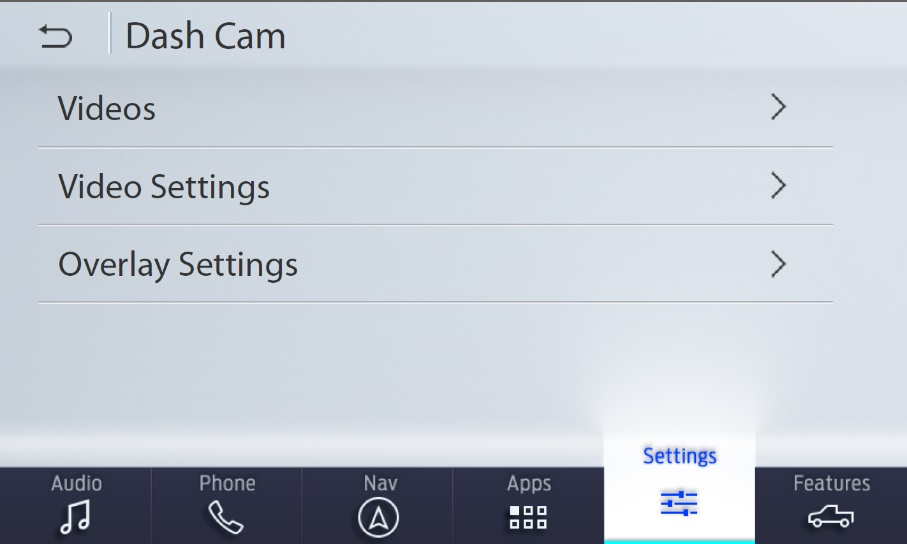 Dash Cam
Videos
Video Settings
Overlay Settings
Audio
Phone
Nav
Apps
Settings
Features